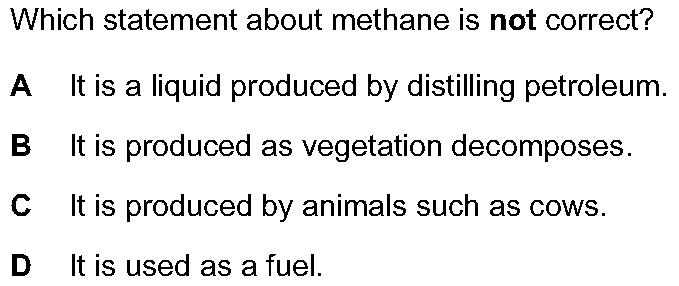 Which statement about methane is not correct?
A It is a liquid produced by distilling petroleum.
B It is produced as vegetation decomposes.
C It is produced by animals such as cows.
D It is used as a fuel.